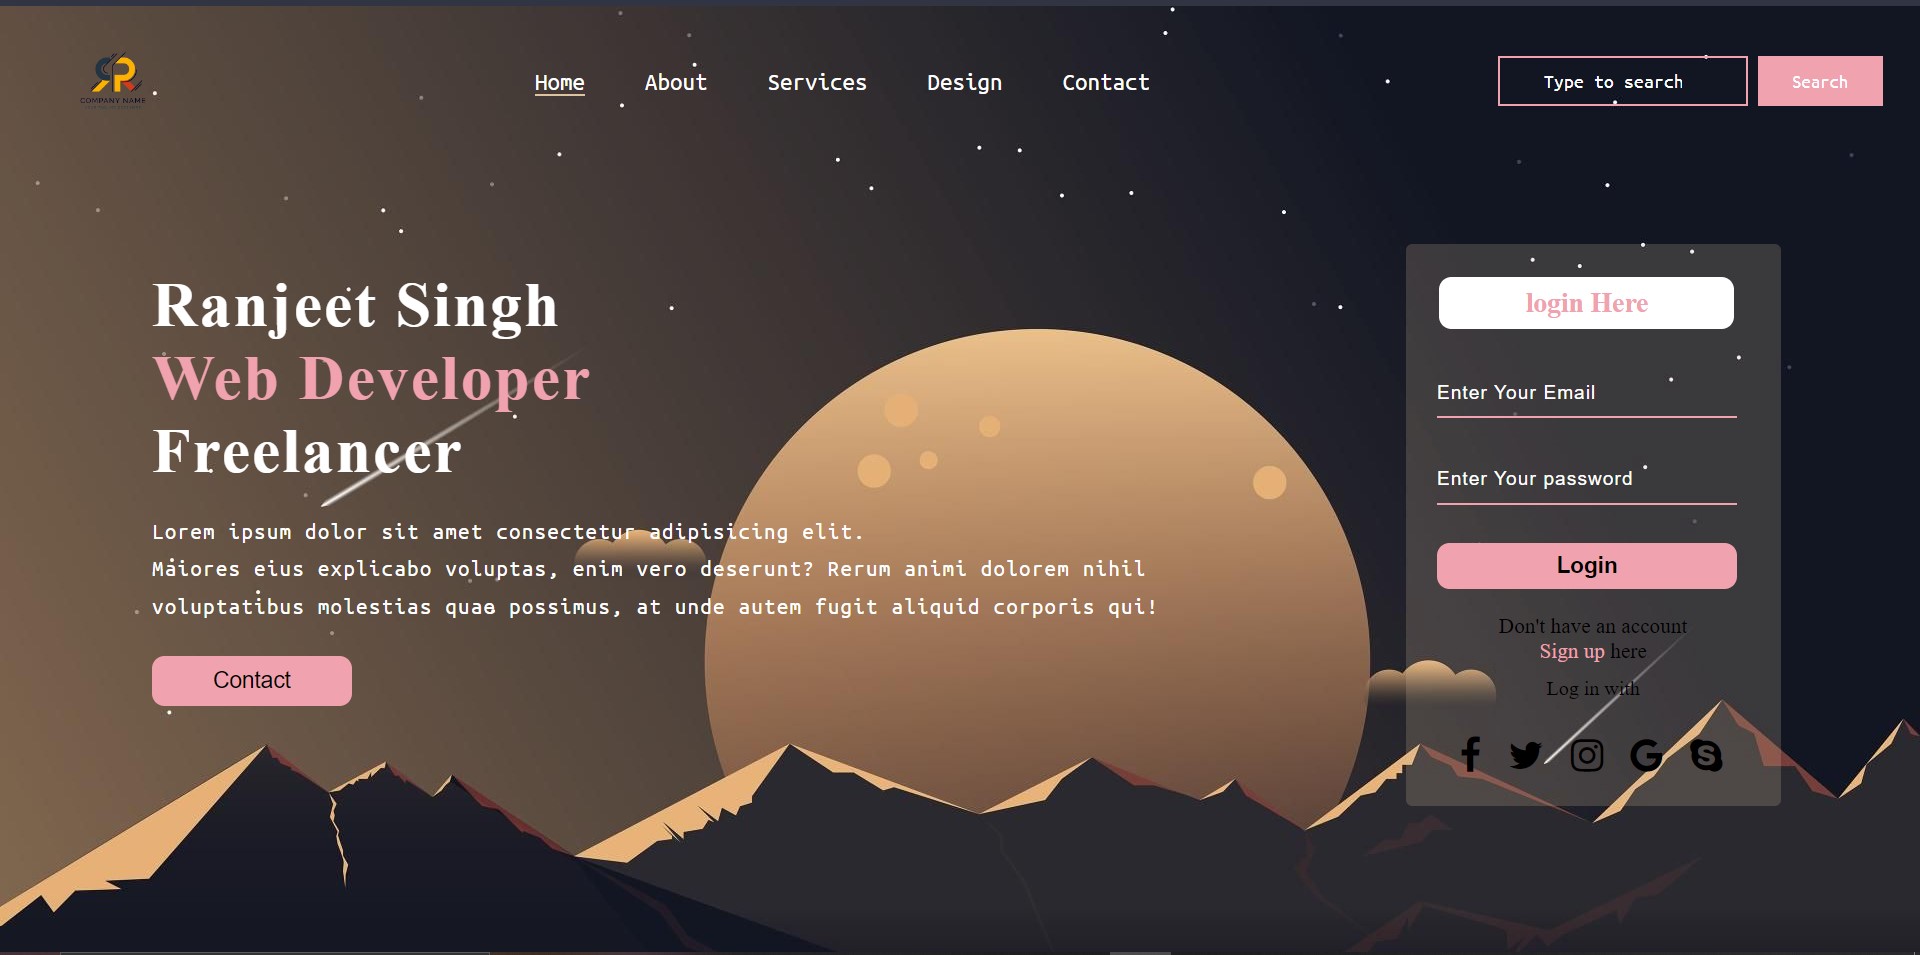 COMPANY NAME
Home About Services Design Contact
Type to search
Search
Ranjeet Singh
Web Developer
Freelancer
Lorem ipsum dolor sit amet consectetur adipisicing elit.
Maiores eius explicabo voluptas, enim vero deserunt? Rerum animi dolorem nihil
voluptatibus molestias quae possimus, at unde autem fugit aliquid corporis qui!
Contact
login Here
Enter Your Email
Enter Your password
Login
Don't have an account
Sign up here
Log in with